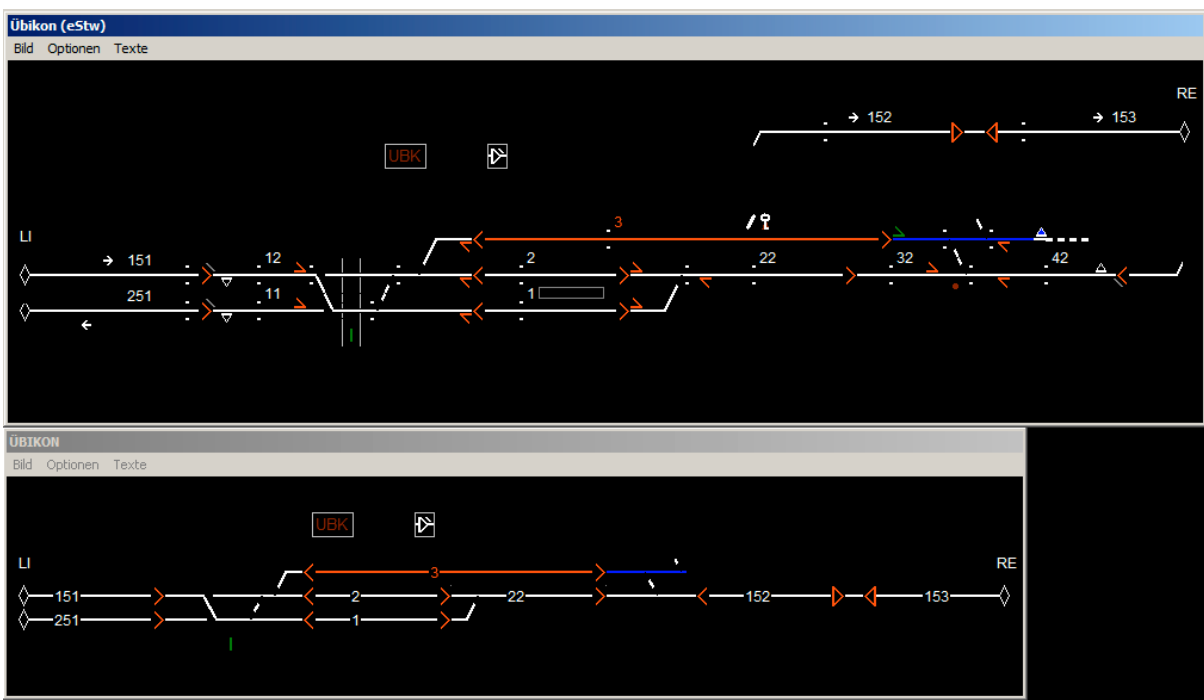 Übikon (eStw)
Bild Optionen Texte
RE
152 153
UBK
3
LI
151 12 2 22 32 42
251 11 1
ÜBIKON
Bild Optionen Texte
UBK
LI RE
3
151 2 22 152 153
251 1